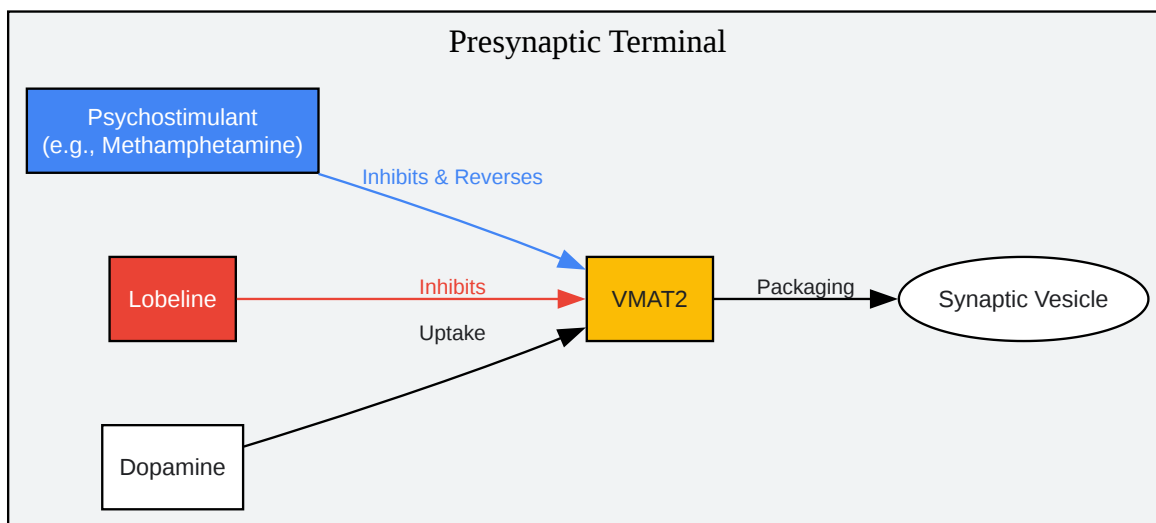 Presynaptic Terminal
Psychostimulant
(e.g., Methamphetamine)
Inhibits & Reverses
Lobeline
Inhibits
VMAT2
Packaging
Synaptic Vesicle
Uptake
Dopamine